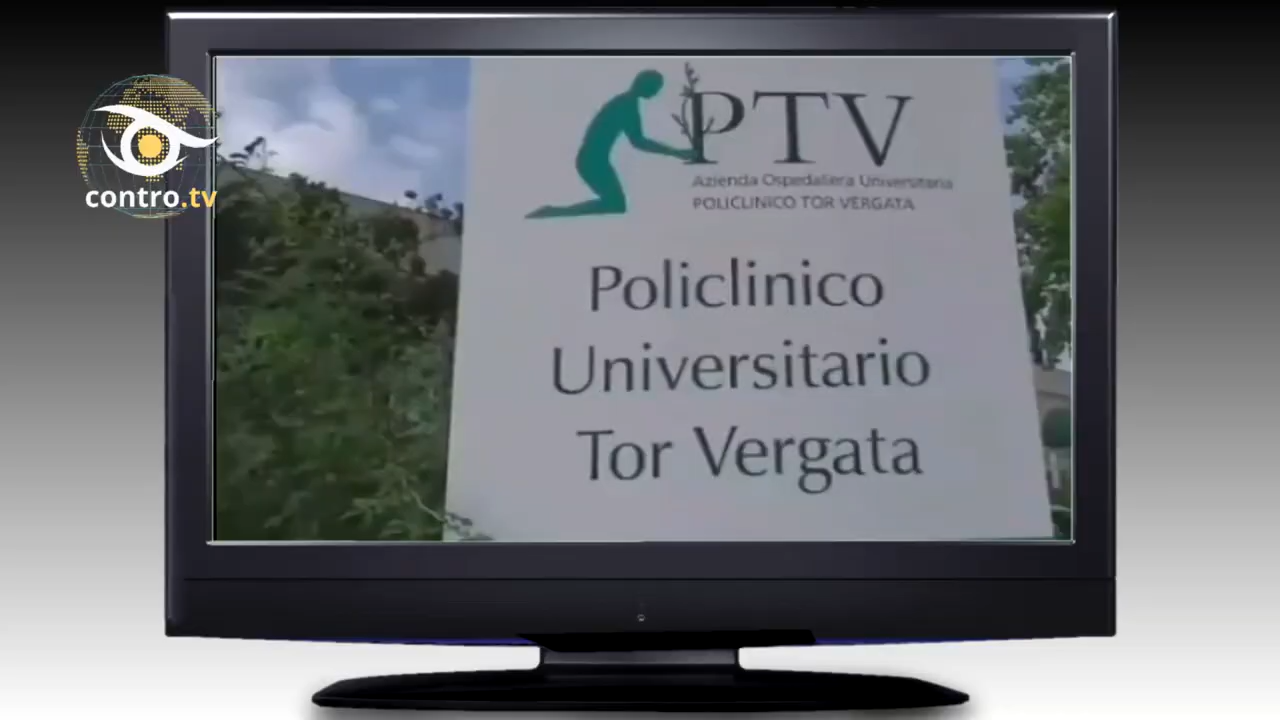 contro.tv
PTV
Azienda Ospedaliera Universitaria
POLICLINICO TOR VERGATA
Policlinico
Universitario
Tor Vergata